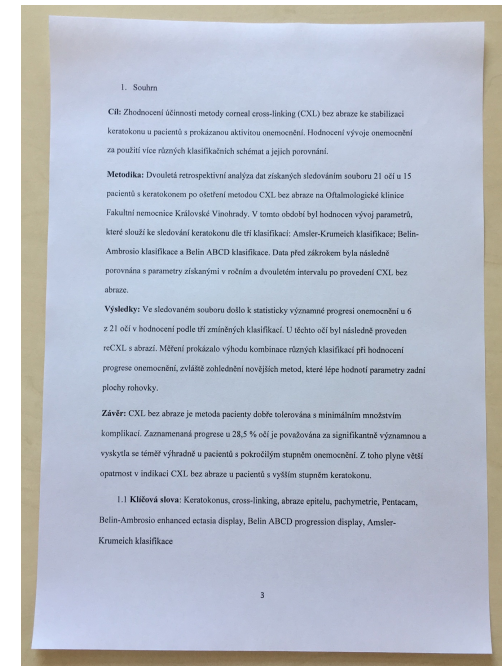 1. Souhrn
Cíl: Zhodnocení účinnosti metody corneal cross-linking (CXL) bez abraze ke stabilizaci
keratokonu u pacientů s prokázanou aktivitou onemocnění. Hodnocení vývoje onemocnění
za použití více různých klasifikačních schémat a jejich porovnání.
Metodika: Dvouletá retrospektivní analýza dat získaných sledováním souboru 21 očí u 15
pacientů s keratokonem po ošetření metodou CXL bez abraze na Oftalmologické klinice
Fakultní nemocnice Královské Vinohrady. V tomto období byl hodnocen vývoj parametrů,
které slouží ke sledování keratokonu dle tří klasifikací: Amsler-Krumeich klasifikace; Belin-
Ambrosio klasifikace a Belin ABCD klasifikace. Data před zákrokem byla následně
porovnána s parametry získanými v ročním a dvouletém intervalu po provedení CXL bez
abraze.
Výsledky: Ve sledovaném souboru došlo k statisticky významné progresi onemocnění u 6
z 21 očí v hodnocení podle tří zmíněných klasifikací. U těchto očí byl následně proveden
reCXL s abrazí. Měření prokázalo výhodu kombinace různých klasifikací při hodnocení
progrese onemocnění, zvláště zohlednění novějších metod, které lépe hodnotí parametry zadní
plochy rohovky.
Závěr: CXL bez abraze je metoda pacienty dobře tolerována s minimálním množstvím
komplikací. Zaznamenaná progrese u 28,5 % očí je považována za signifikantně významnou a
vyskytla se téměř výhradně u pacientů s pokročilým stupněm onemocnění. Z toho plyne větší
opatrnost v indikaci CXL bez abraze u pacientů s vyšším stupněm keratokonu.
1.1 Klíčová slova: Keratokonus, cross-linking, abraze epitelu, pachymetrie, Pentacam,
Belin-Ambrosio enhanced ectasia display, Belin ABCD progression display, Amsler-
Krumeich klasifikace
3